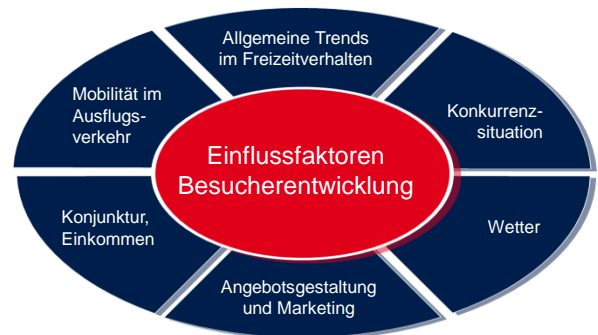 Allgemeine Trends
im Freizeitverhalten
Mobilität im
Ausflugs-
verkehr
Konkurrenz-
situation
Einflussfaktoren
Besucherentwicklung
Konjunktur,
Einkommen
Wetter
Angebotsgestaltung
und Marketing